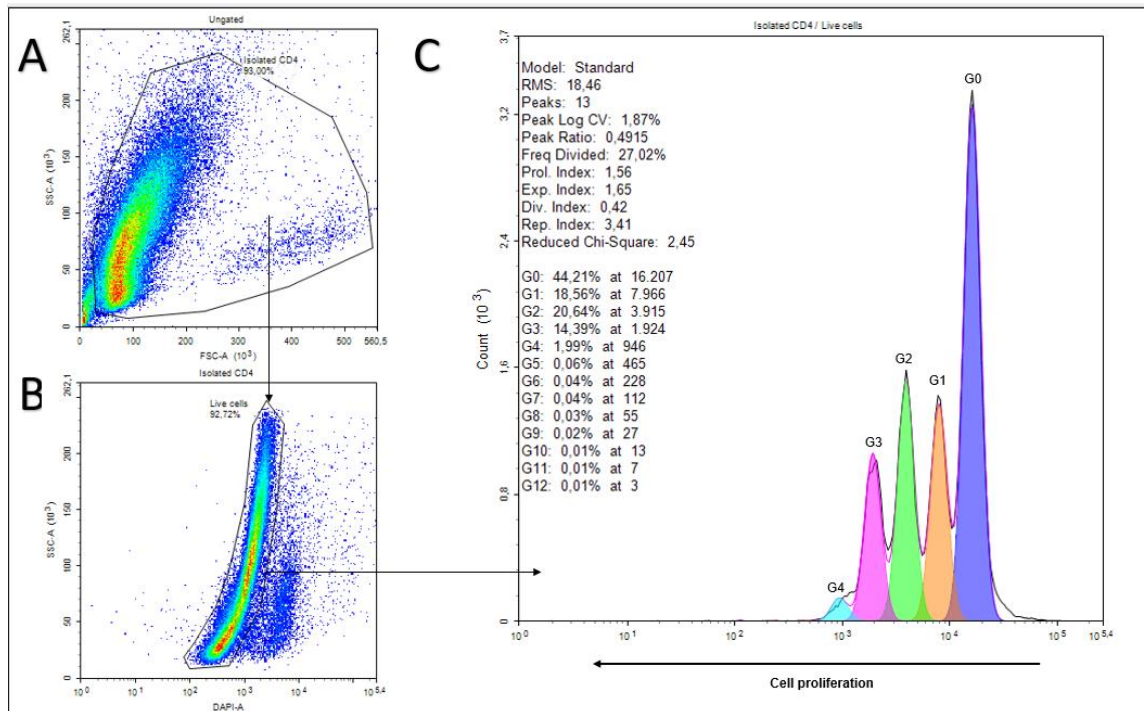 A
Ungated
262,1
200
150
100
50
0
SSC-A (10³)
Isolated CD4
93,00%
0
100
200
300
400
500
560,5
FSC-A (10³)
B
Isolated CD4
262,1
200
150
100
50
0
SSC-A (10³)
Live cells
92,72%
10⁰
10¹
10²
10³
10⁴
10⁵,⁴
DAPI-A
C
Isolated CD4 / Live cells
3,7
3,2
2,4
1,6
0,8
0
Count (10³)
Model: Standard
RMS: 18,46
Peaks: 13
Peak Log CV: 1,87%
Peak Ratio: 0,4915
Freq Divided: 27,02%
Prol. Index: 1,56
Exp. Index: 1,65
Div. Index: 0,42
Rep. Index: 3,41
Reduced Chi-Square: 2,45
G0: 44,21% at 16.207
G1: 18,56% at 7.966
G2: 20,64% at 3.915
G3: 14,39% at 1.924
G4: 1,99% at 946
G5: 0,06% at 465
G6: 0,04% at 228
G7: 0,04% at 112
G8: 0,03% at 55
G9: 0,02% at 27
G10: 0,01% at 13
G11: 0,01% at 7
G12: 0,01% at 3
G0
G2
G1
G3
G4
10⁰
10¹
10²
10³
10⁴
10⁵
10⁵,⁴
Cell proliferation